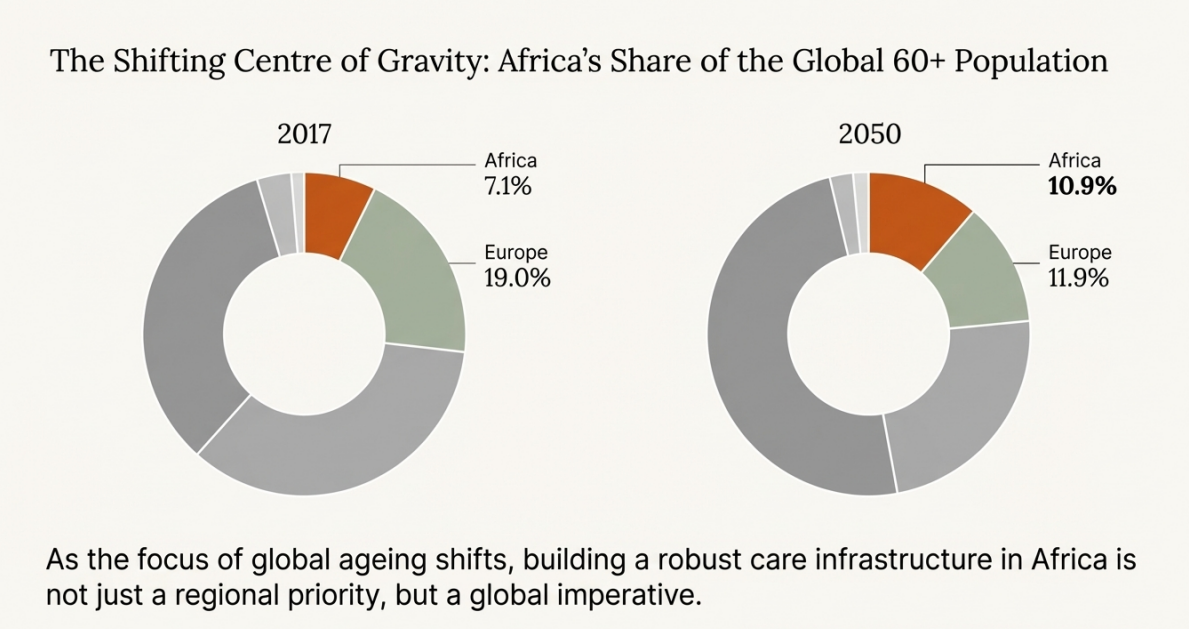 The Shifting Centre of Gravity: Africa’s Share of the Global 60+ Population
2017
Africa
7.1%
Europe
19.0%
2050
Africa
10.9%
Europe
11.9%
As the focus of global ageing shifts, building a robust care infrastructure in Africa is
not just a regional priority, but a global imperative.